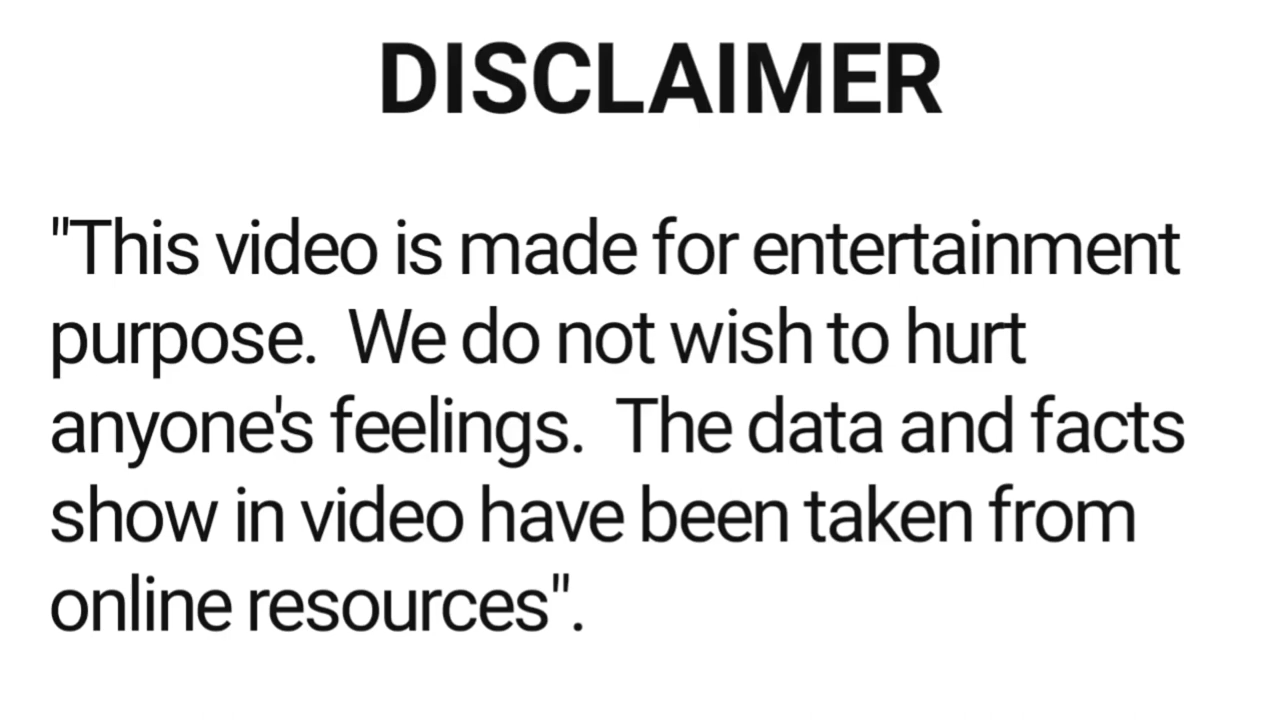 DISCLAIMER
"This video is made for entertainment
purpose.  We do not wish to hurt
anyone's feelings.  The data and facts
show in video have been taken from
online resources".